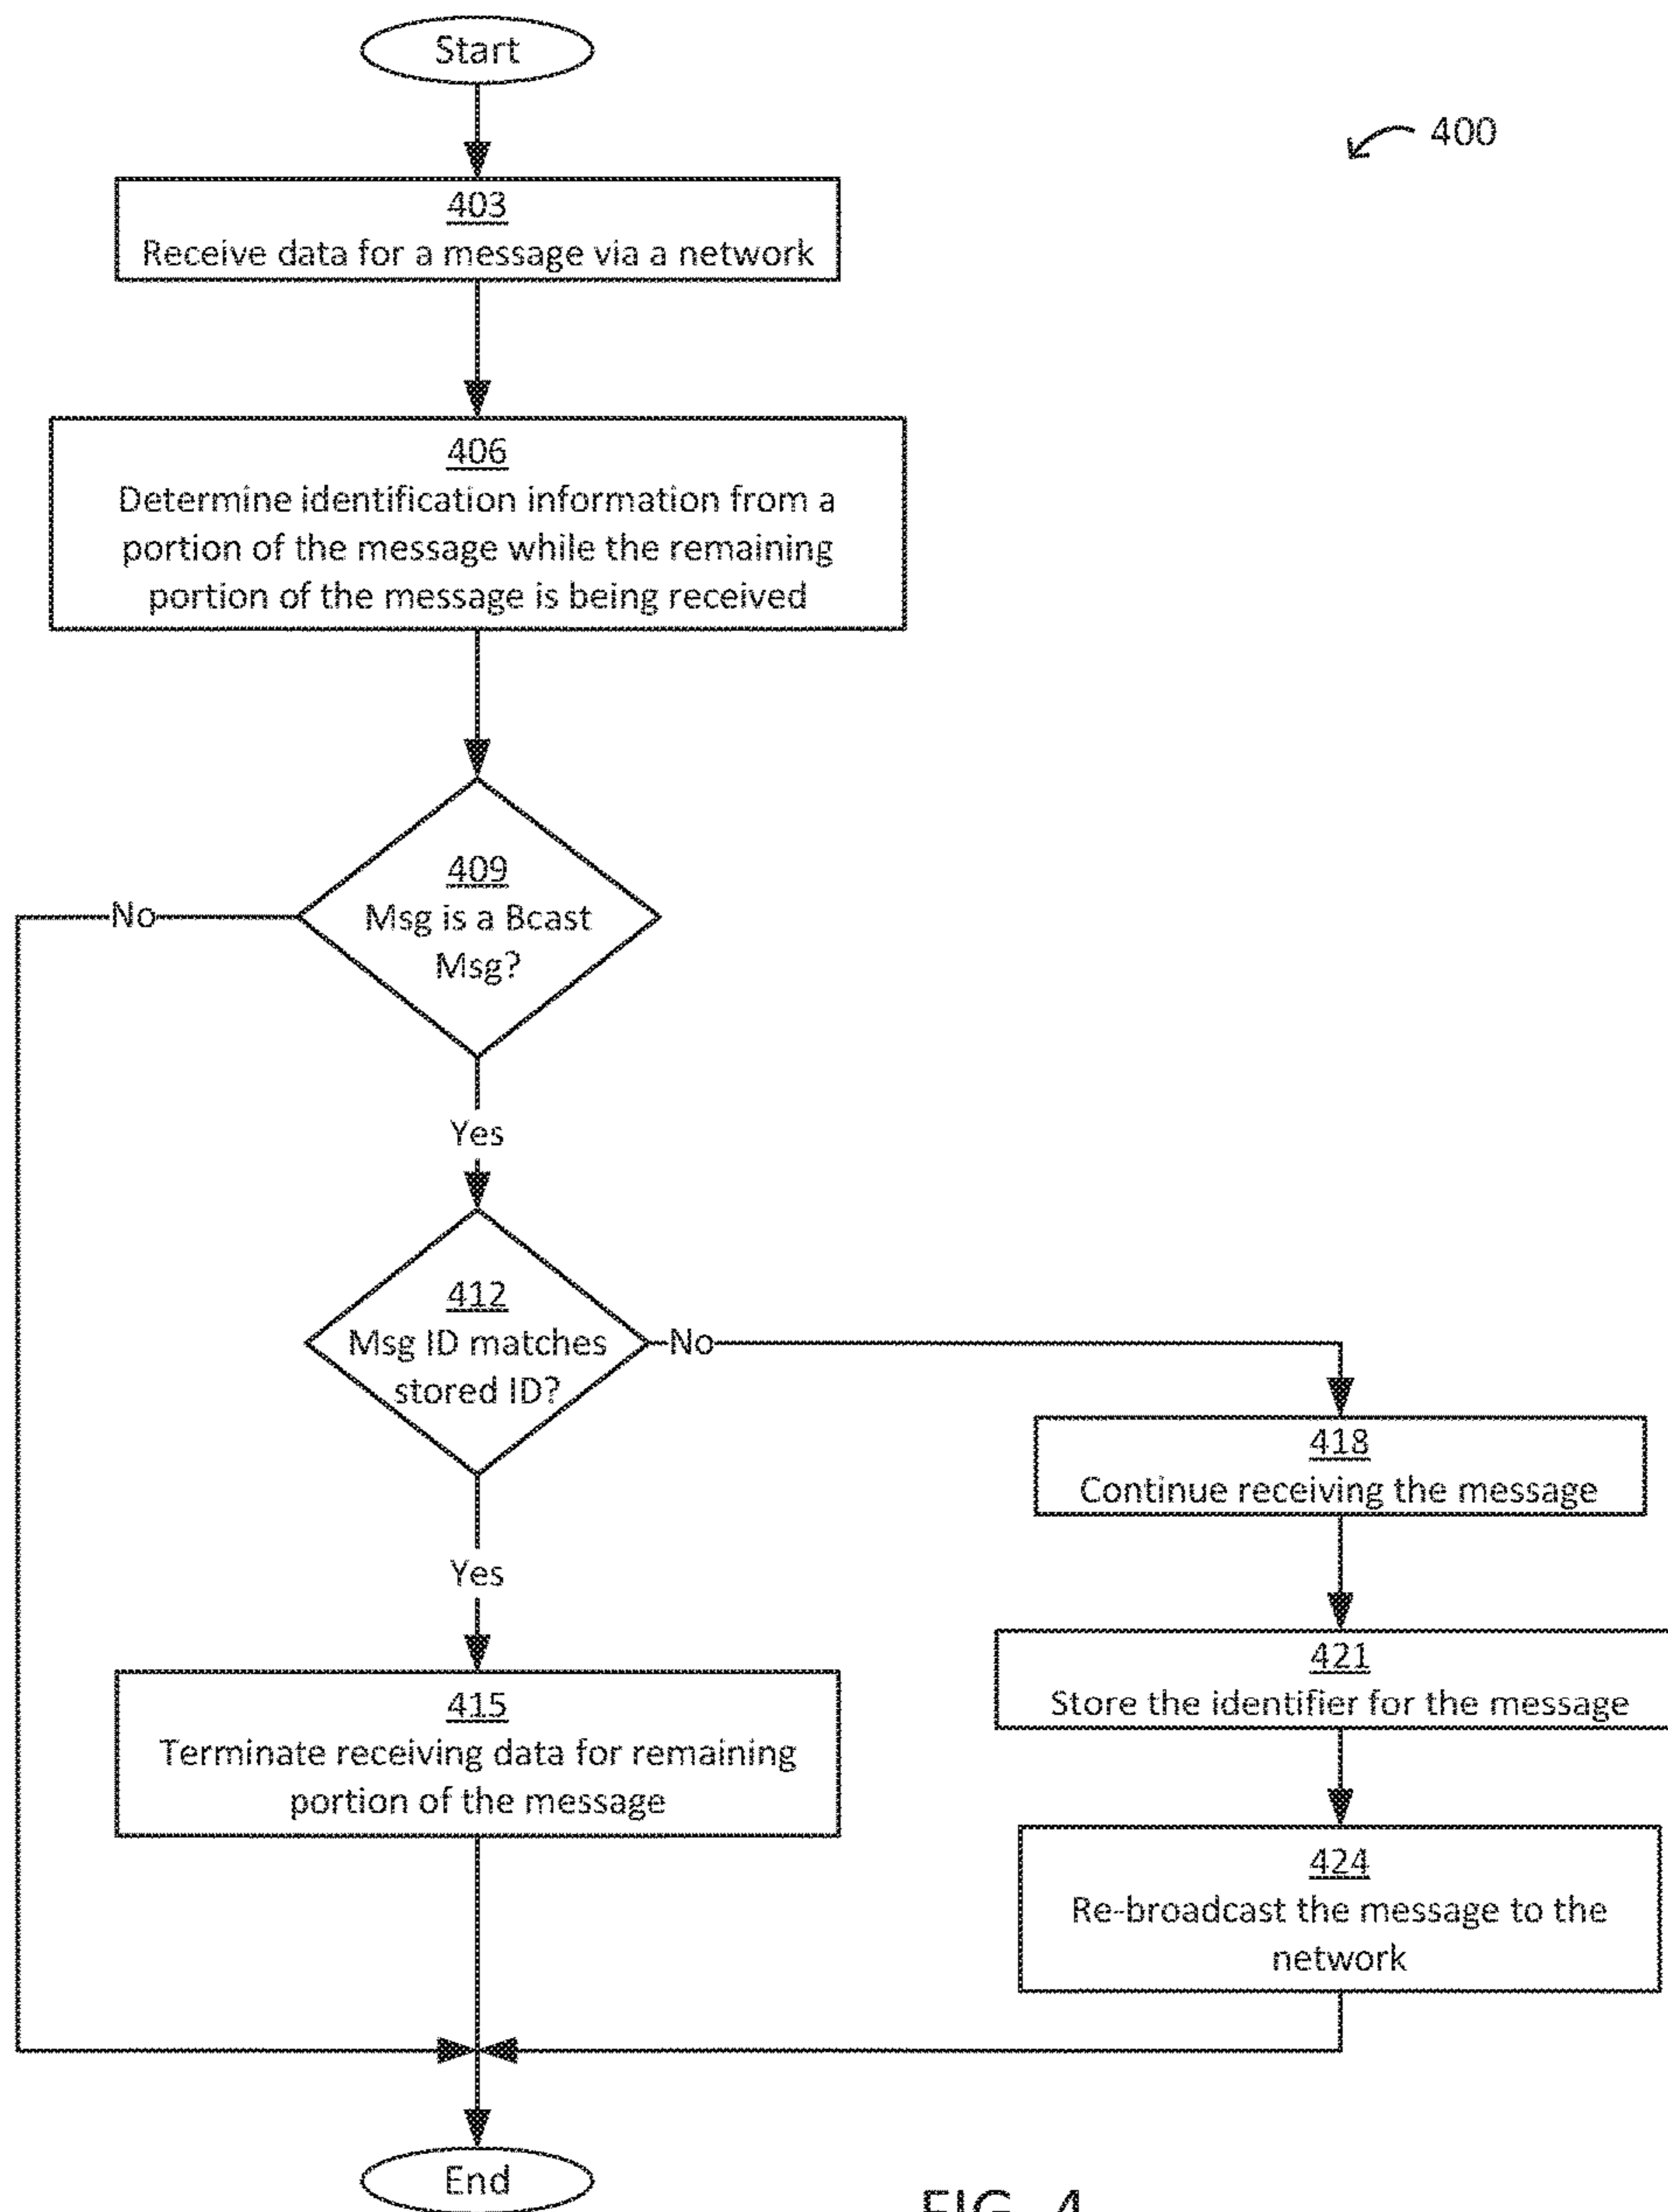 Start
400
403
Receive data for a message via a network
406
Determine identification information from a
portion of the message while the remaining
portion of the message is being received
409
Msg is a Bcast
Msg?
No
Yes
412
Msg ID matches
stored ID?
No
418
Continue receiving the message
Yes
421
Store the identifier for the message
415
Terminate receiving data for remaining
portion of the message
424
Re-broadcast the message to the
network
End
FIG. 4